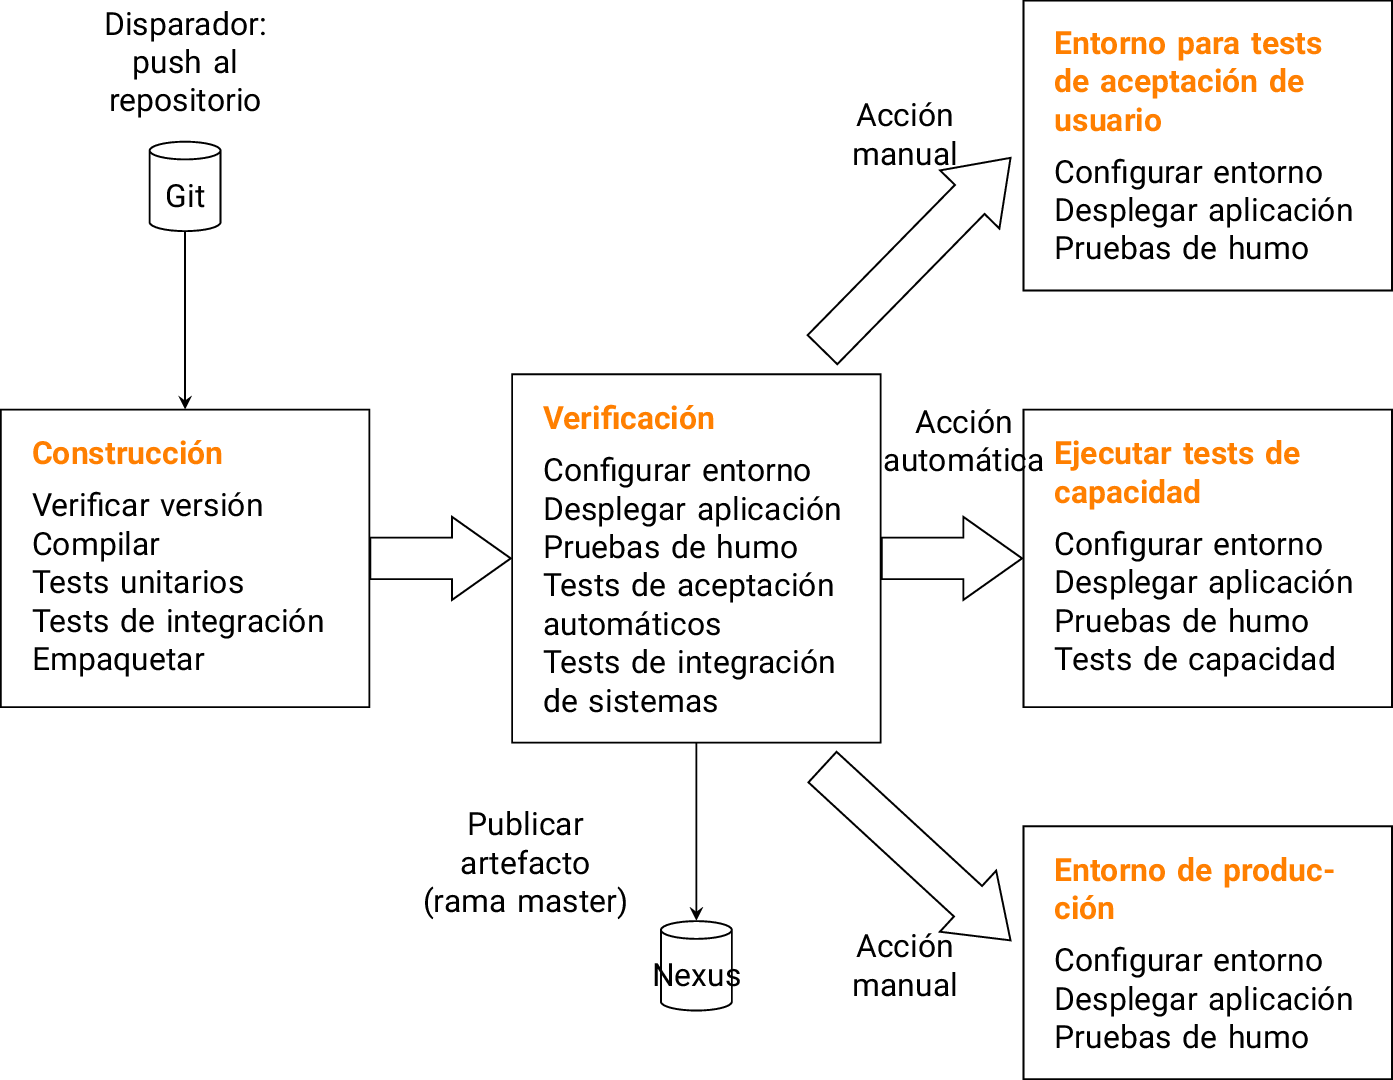 Disparador:
push al
repositorio
Git
Construcción
Verificar versión
Compilar
Tests unitarios
Tests de integración
Empaquetar
Verificación
Configurar entorno
Desplegar aplicación
Pruebas de humo
Tests de aceptación
automáticos
Tests de integración
de sistemas
Publicar
artefacto
(rama master)
Nexus
Acción
manual
Entorno para tests
de aceptación de
usuario
Configurar entorno
Desplegar aplicación
Pruebas de humo
Acción
automática
Ejecutar tests de
capacidad
Configurar entorno
Desplegar aplicación
Pruebas de humo
Tests de capacidad
Acción
manual
Entorno de produc-
ción
Configurar entorno
Desplegar aplicación
Pruebas de humo